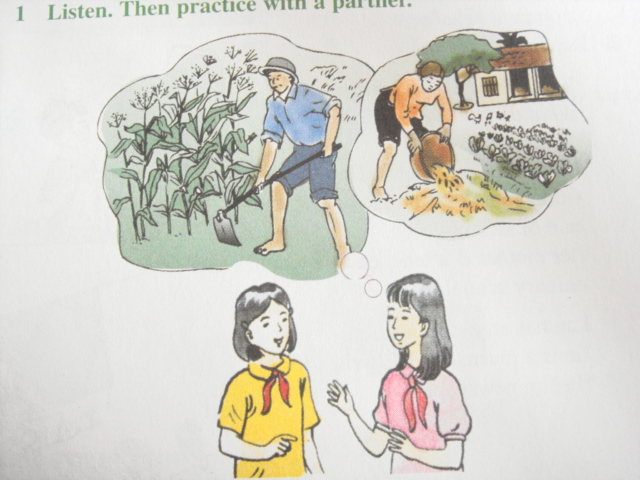 1 Listen. Then practice with a partner.